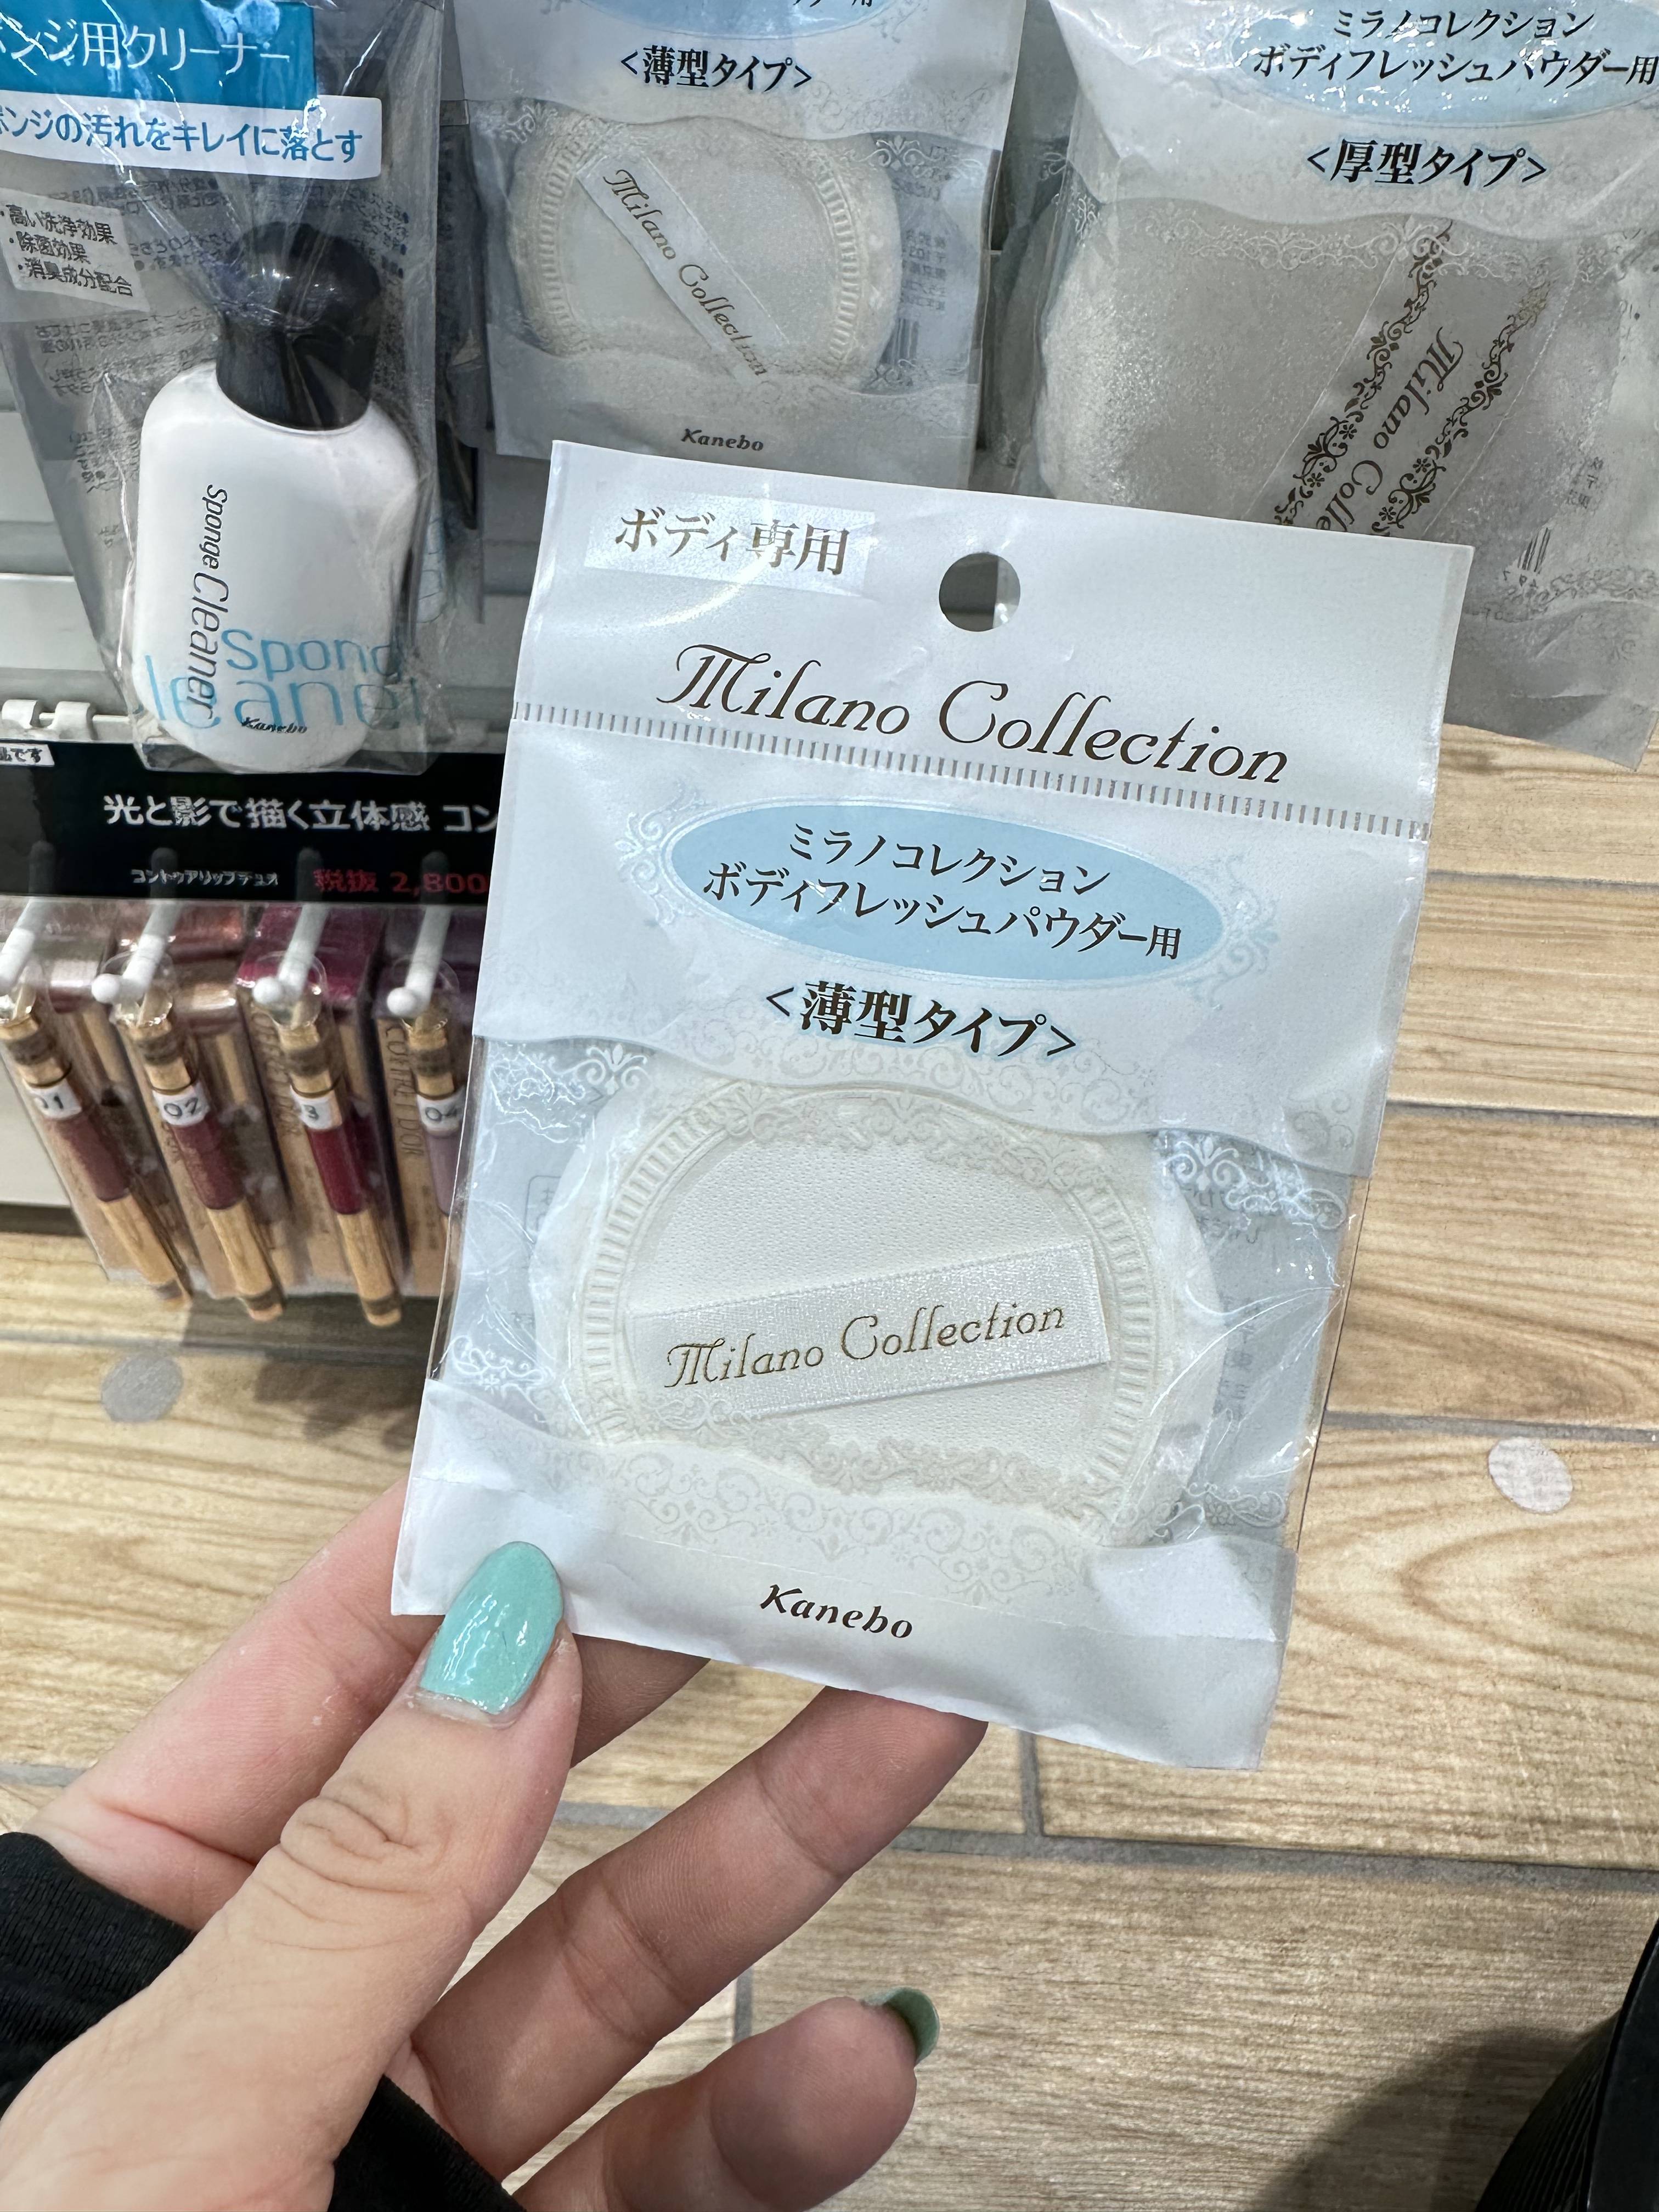 ンジ用クリーナー
ンジの汚れをキレイに落とす
・高い洗浄効果
・除菌効果
・消臭成分配合
Sponge Cleaner
Kanebo
<薄型タイプ>
Milano Collection
Kanebo
ミラノコレクション
ボディフレッシュパウダー用
<厚型タイプ>
Milano
光と影で描く立体感 コン
コントゥアリップデュオ 税抜 2,800
01
02
3
04
ボディ専用
Milano Collection
ミラノコレクション
ボディフレッシュパウダー用
<薄型タイプ>
Milano Collection
Kanebo